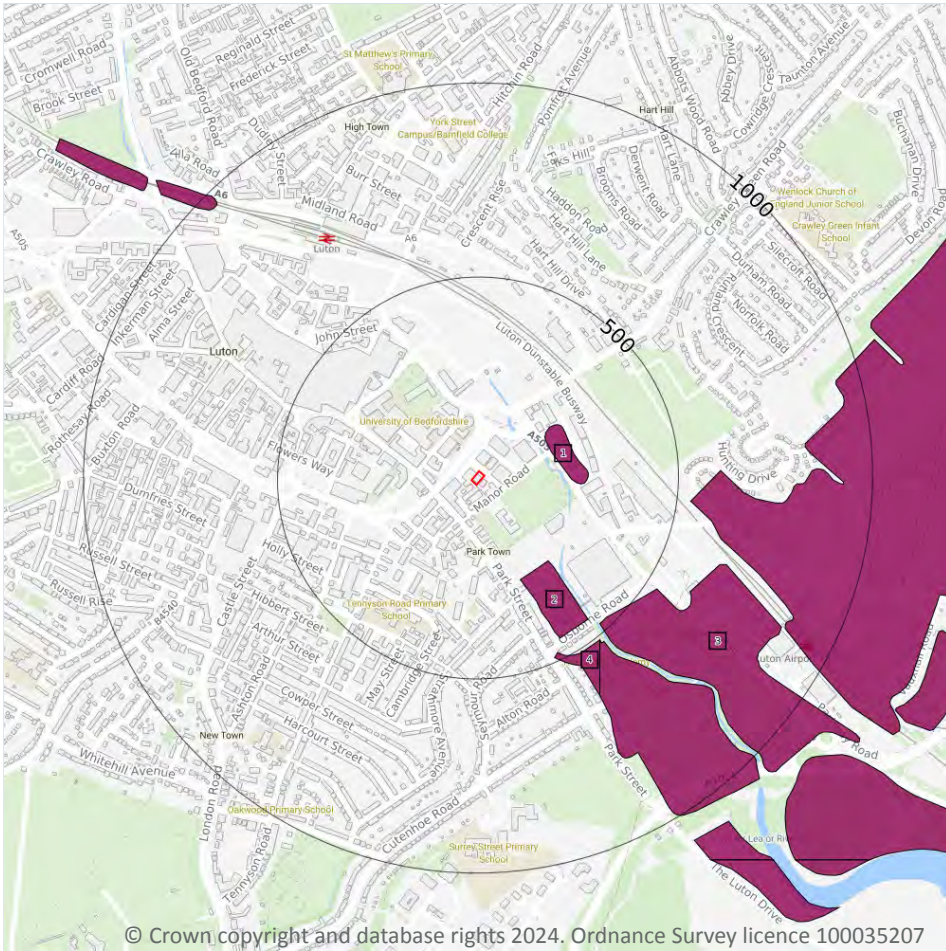 Cromwell Road
Reginald Street
Frederick Street
Old Bedford Road
St Matthew's Primary
School
Hitchin Road
Pomfret Avenue
Abbots Wood Road
Abbey Drive
Cowridge Crescent
Taunton Avenue
Brook Street
Dudley Street
High Town
York Street
Campus/Barnfield College
Hart Hill
Hart Lane
Buchanan Drive
Crawley Road
A6
Burr Street
Midland Road
A6
Crescent Rise
Derwent Road
Broons Road
Haddon Road
Hart Hill Lane
Crawley Green Road
1000
Wenlock Church of
England Junior School
Crawley Green Infant
School
Devon Road
A505
Luton
Hart Hill Drive
Silecroft Road
Durham Road
Norfolk Road
Ruland Crescent
Cardigan Street
Inkerman Street
Alma Street
John Street
500
Luton Dunstable Busway
Luton
Cardiff Road
Rothesay Road
Buxton Road
University of Bedfordshire
A505
1
Flowers Way
Hunting Drive
Manor Road
Dumfries Street
Park Town
Russell Street
Russell Rise
Castle Street
Holly Street
Hibbert Street
Tennyson Road Primary
School
Park Street
2
Osborne Road
3
4
B4540
Arthur Street
May Street
Cambridge Street
Strathmore Avenue
Seymour Road
Alton Road
Luton Airport
Vauxhall Road
Ashton Road
Cowper Street
Harcourt Street
New Town
Whitehill Avenue
London Road
Park Street
Cutenhoe Road
Oakwood Primary School
Tennyson Road
Surrey Street Primary
School
Lea or Ri
The Luton Drive
© Crown copyright and database rights 2024. Ordnance Survey licence 100035207